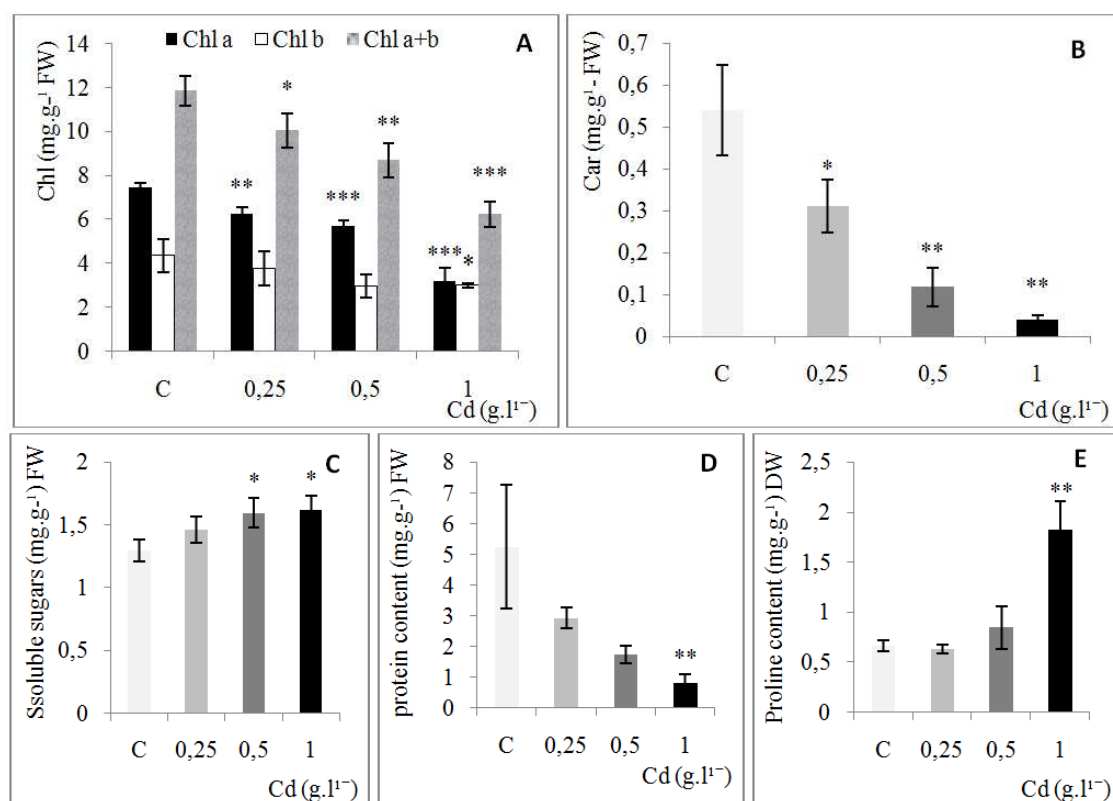 Chl a Chl b Chl a+b
A
Chl (mg.g-¹ FW)
14
12
10
8
6
4
2
0
*
**
**
***
***
***
*
C 0,25 0,5 1
Cd (g.l¹⁻)
B
Car (mg.g¹- FW)
0,7
0,6
0,5
0,4
0,3
0,2
0,1
0
*
**
**
C 0,25 0,5 1
Cd (g.l¹⁻)
C
Ssoluble sugars (mg.g-¹) FW
2
1,5
1
0,5
0
* *
C 0,25 0,5 1
Cd (g.l¹⁻)
D
protein content (mg.g-¹) FW
8
7
6
5
4
3
2
1
0
**
C 0,25 0,5 1
Cd (g.l¹⁻)
E
Proline content (mg.g-¹) DW
2,5
2
1,5
1
0,5
0
**
C 0,25 0,5 1
Cd (g.l¹⁻)